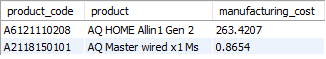 product_code product manufacturing_cost
A6121110208 AQ HOME Allin1 Gen 2 263.4207
A2118150101 AQ Master wired x1 Ms 0.8654